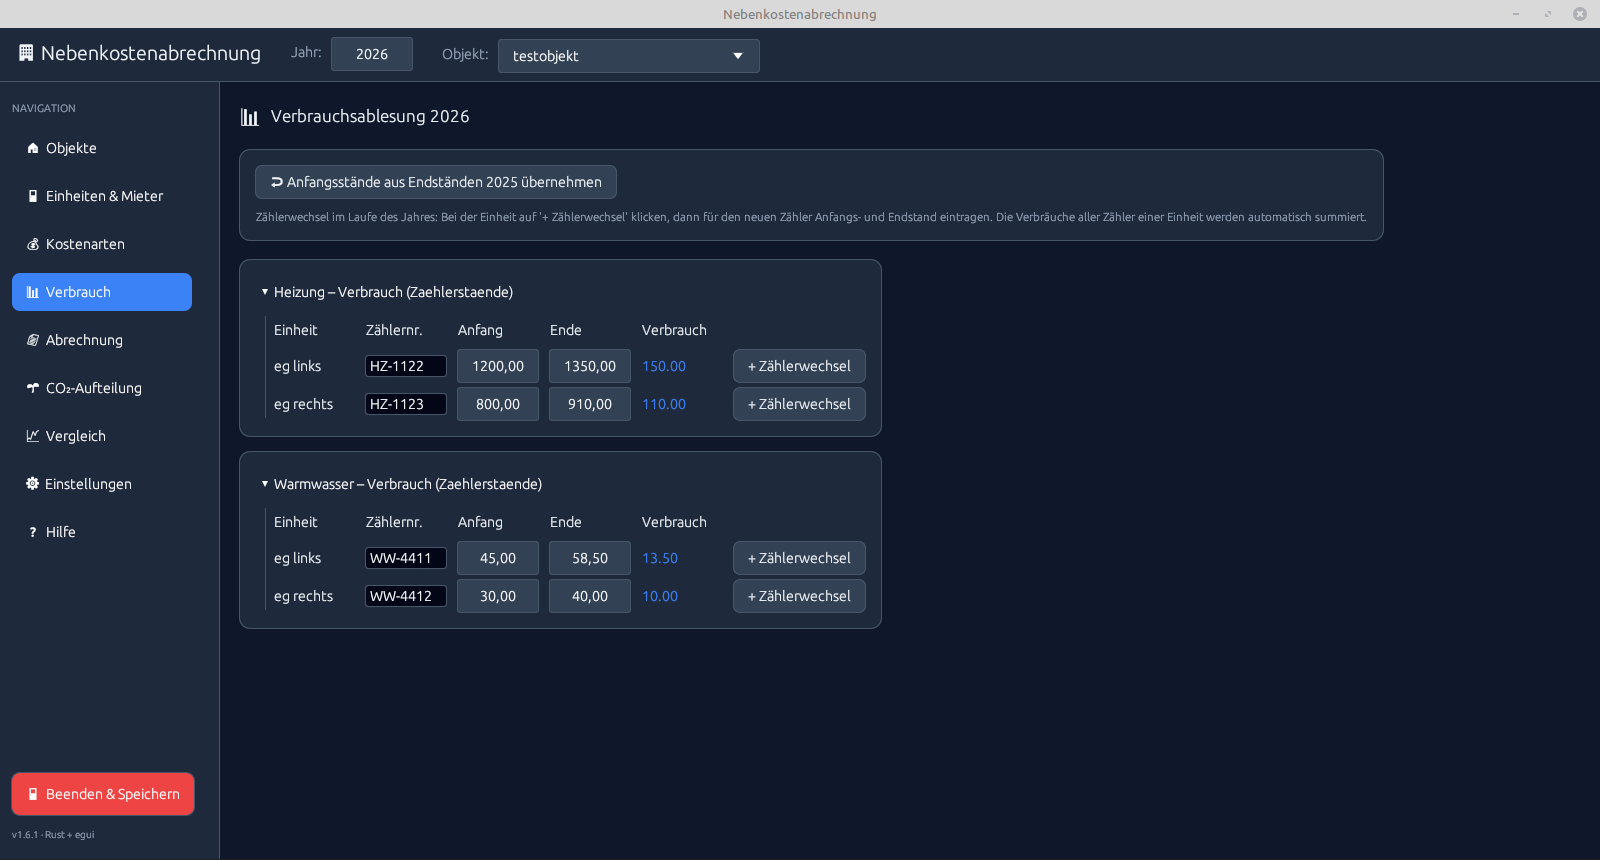 Nebenkostenabrechnung
Nebenkostenabrechnung Jahr: 2026 Objekt: testobjekt
NAVIGATION
Objekte
Einheiten & Mieter
Kostenarten
Verbrauch
Abrechnung
CO₂-Aufteilung
Vergleich
Einstellungen
? Hilfe
Beenden & Speichern
v1.6.1 · Rust + egui
Verbrauchsablesung 2026
Anfangsstände aus Endständen 2025 übernehmen
Zählerwechsel im Laufe des Jahres: Bei der Einheit auf '+ Zählerwechsel' klicken, dann für den neuen Zähler Anfangs- und Endstand eintragen. Die Verbräuche aller Zähler einer Einheit werden automatisch summiert.
Heizung – Verbrauch (Zaehlerstaende)
Einheit Zählernr. Anfang Ende Verbrauch
eg links HZ-1122 1200,00 1350,00 150.00 + Zählerwechsel
eg rechts HZ-1123 800,00 910,00 110.00 + Zählerwechsel
Warmwasser – Verbrauch (Zaehlerstaende)
Einheit Zählernr. Anfang Ende Verbrauch
eg links WW-4411 45,00 58,50 13.50 + Zählerwechsel
eg rechts WW-4412 30,00 40,00 10.00 + Zählerwechsel